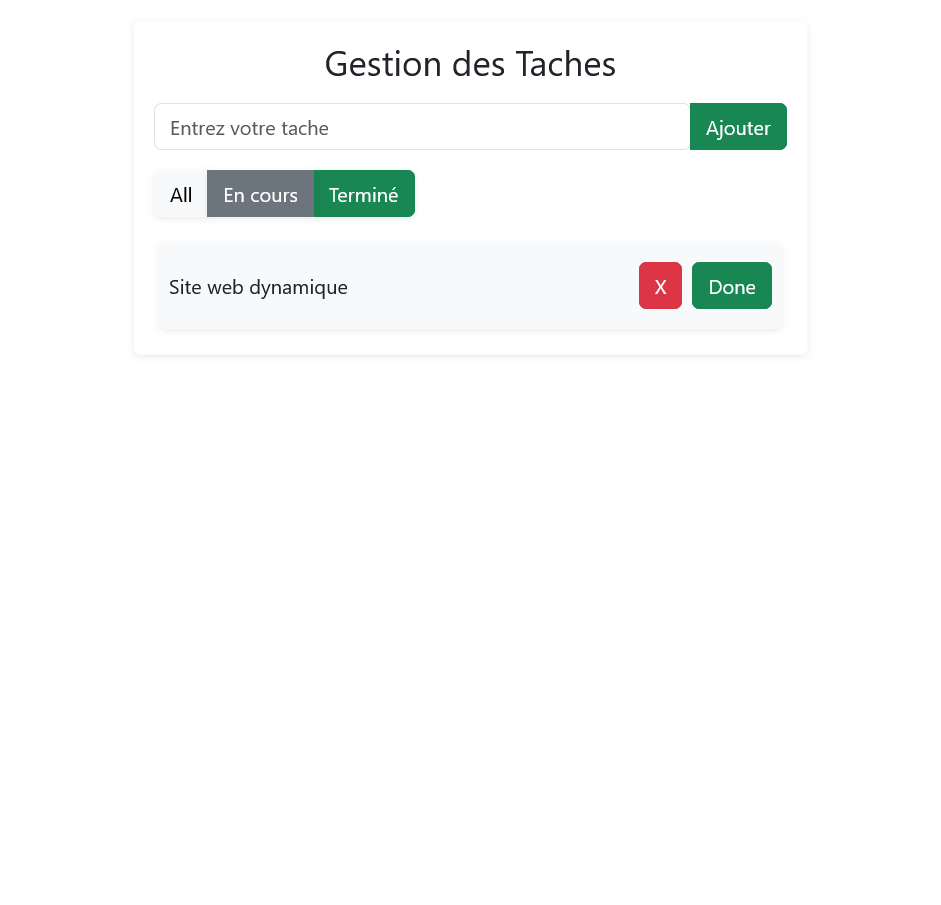 Gestion des Taches
Entrez votre tache Ajouter
All En cours Terminé
Site web dynamique X Done